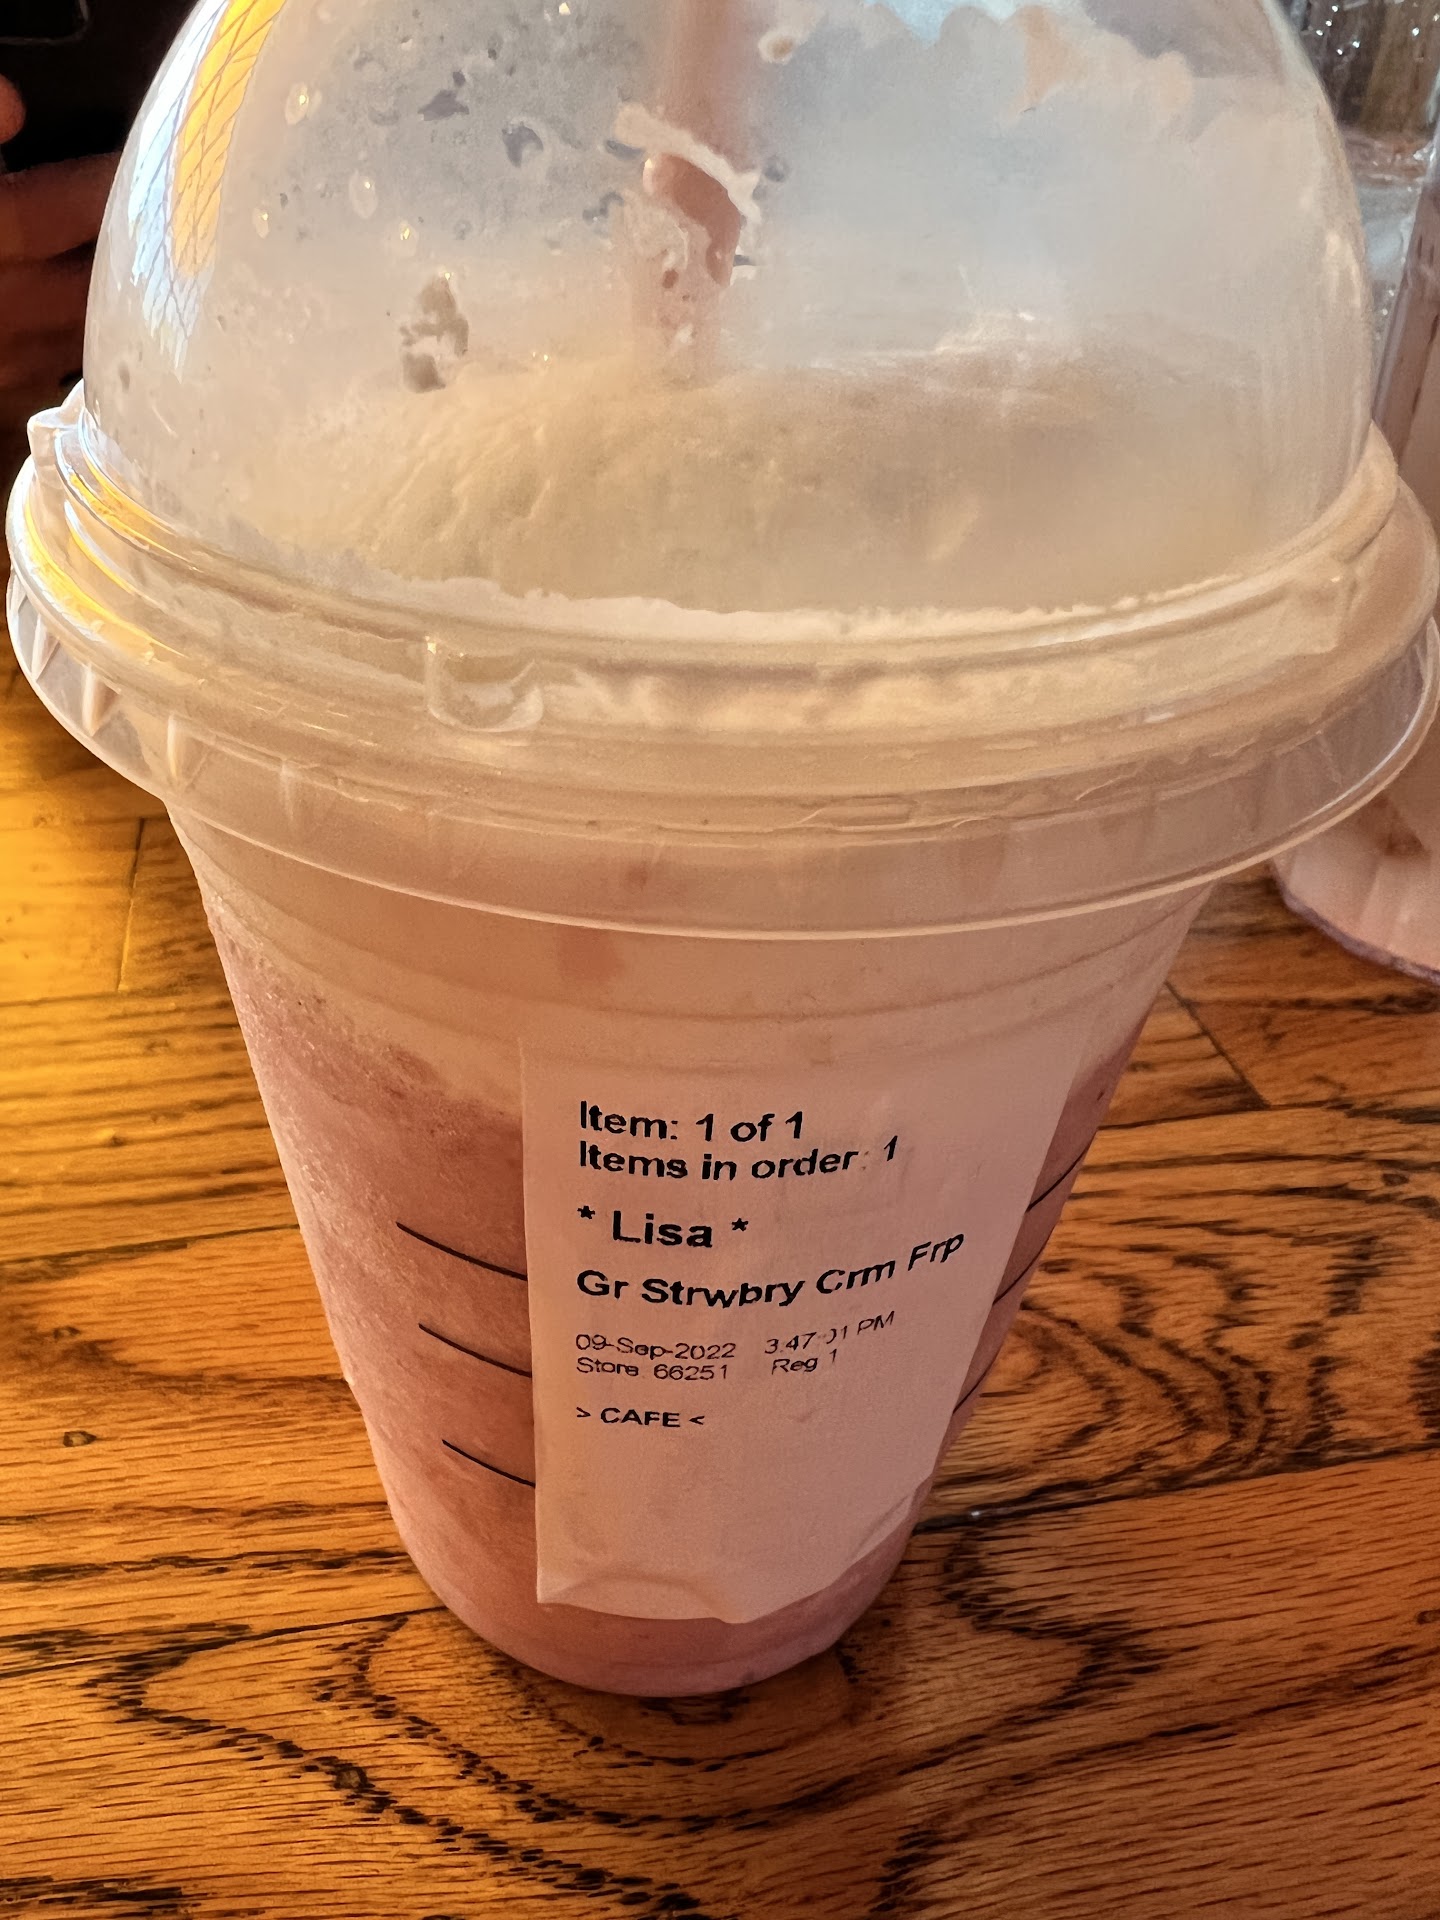 Item: 1 of 1
Items in order: 1
* Lisa *
Gr Strwbry Crm Frp
09-Sep-2022 3:47:01 PM
Store 66251 Reg 1
> CAFE <